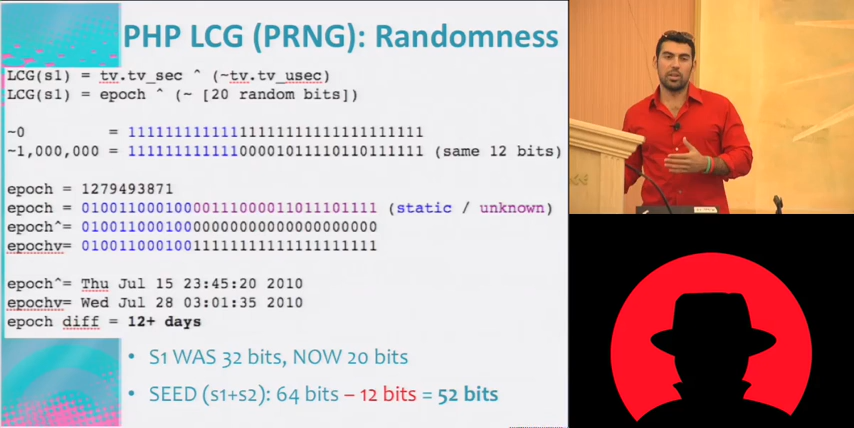 PHP LCG (PRNG): Randomness
LCG(s1) = tv.tv_sec ^ (~tv.tv_usec)
LCG(s1) = epoch ^ (~ [20 random bits])
~0 = 11111111111111111111111111111111
~1,000,000 = 11111111111100001011110110111111 (same 12 bits)
epoch = 1279493871
epoch = 01001100010000111000011011101111 (static / unknown)
epoch^= 01001100010000000000000000000000
epochv= 01001100010011111111111111111111
epoch^= Thu Jul 15 23:45:20 2010
epochv= Wed Jul 28 03:01:35 2010
epoch diff = 12+ days
• S1 WAS 32 bits, NOW 20 bits
• SEED (s1+s2): 64 bits – 12 bits = 52 bits